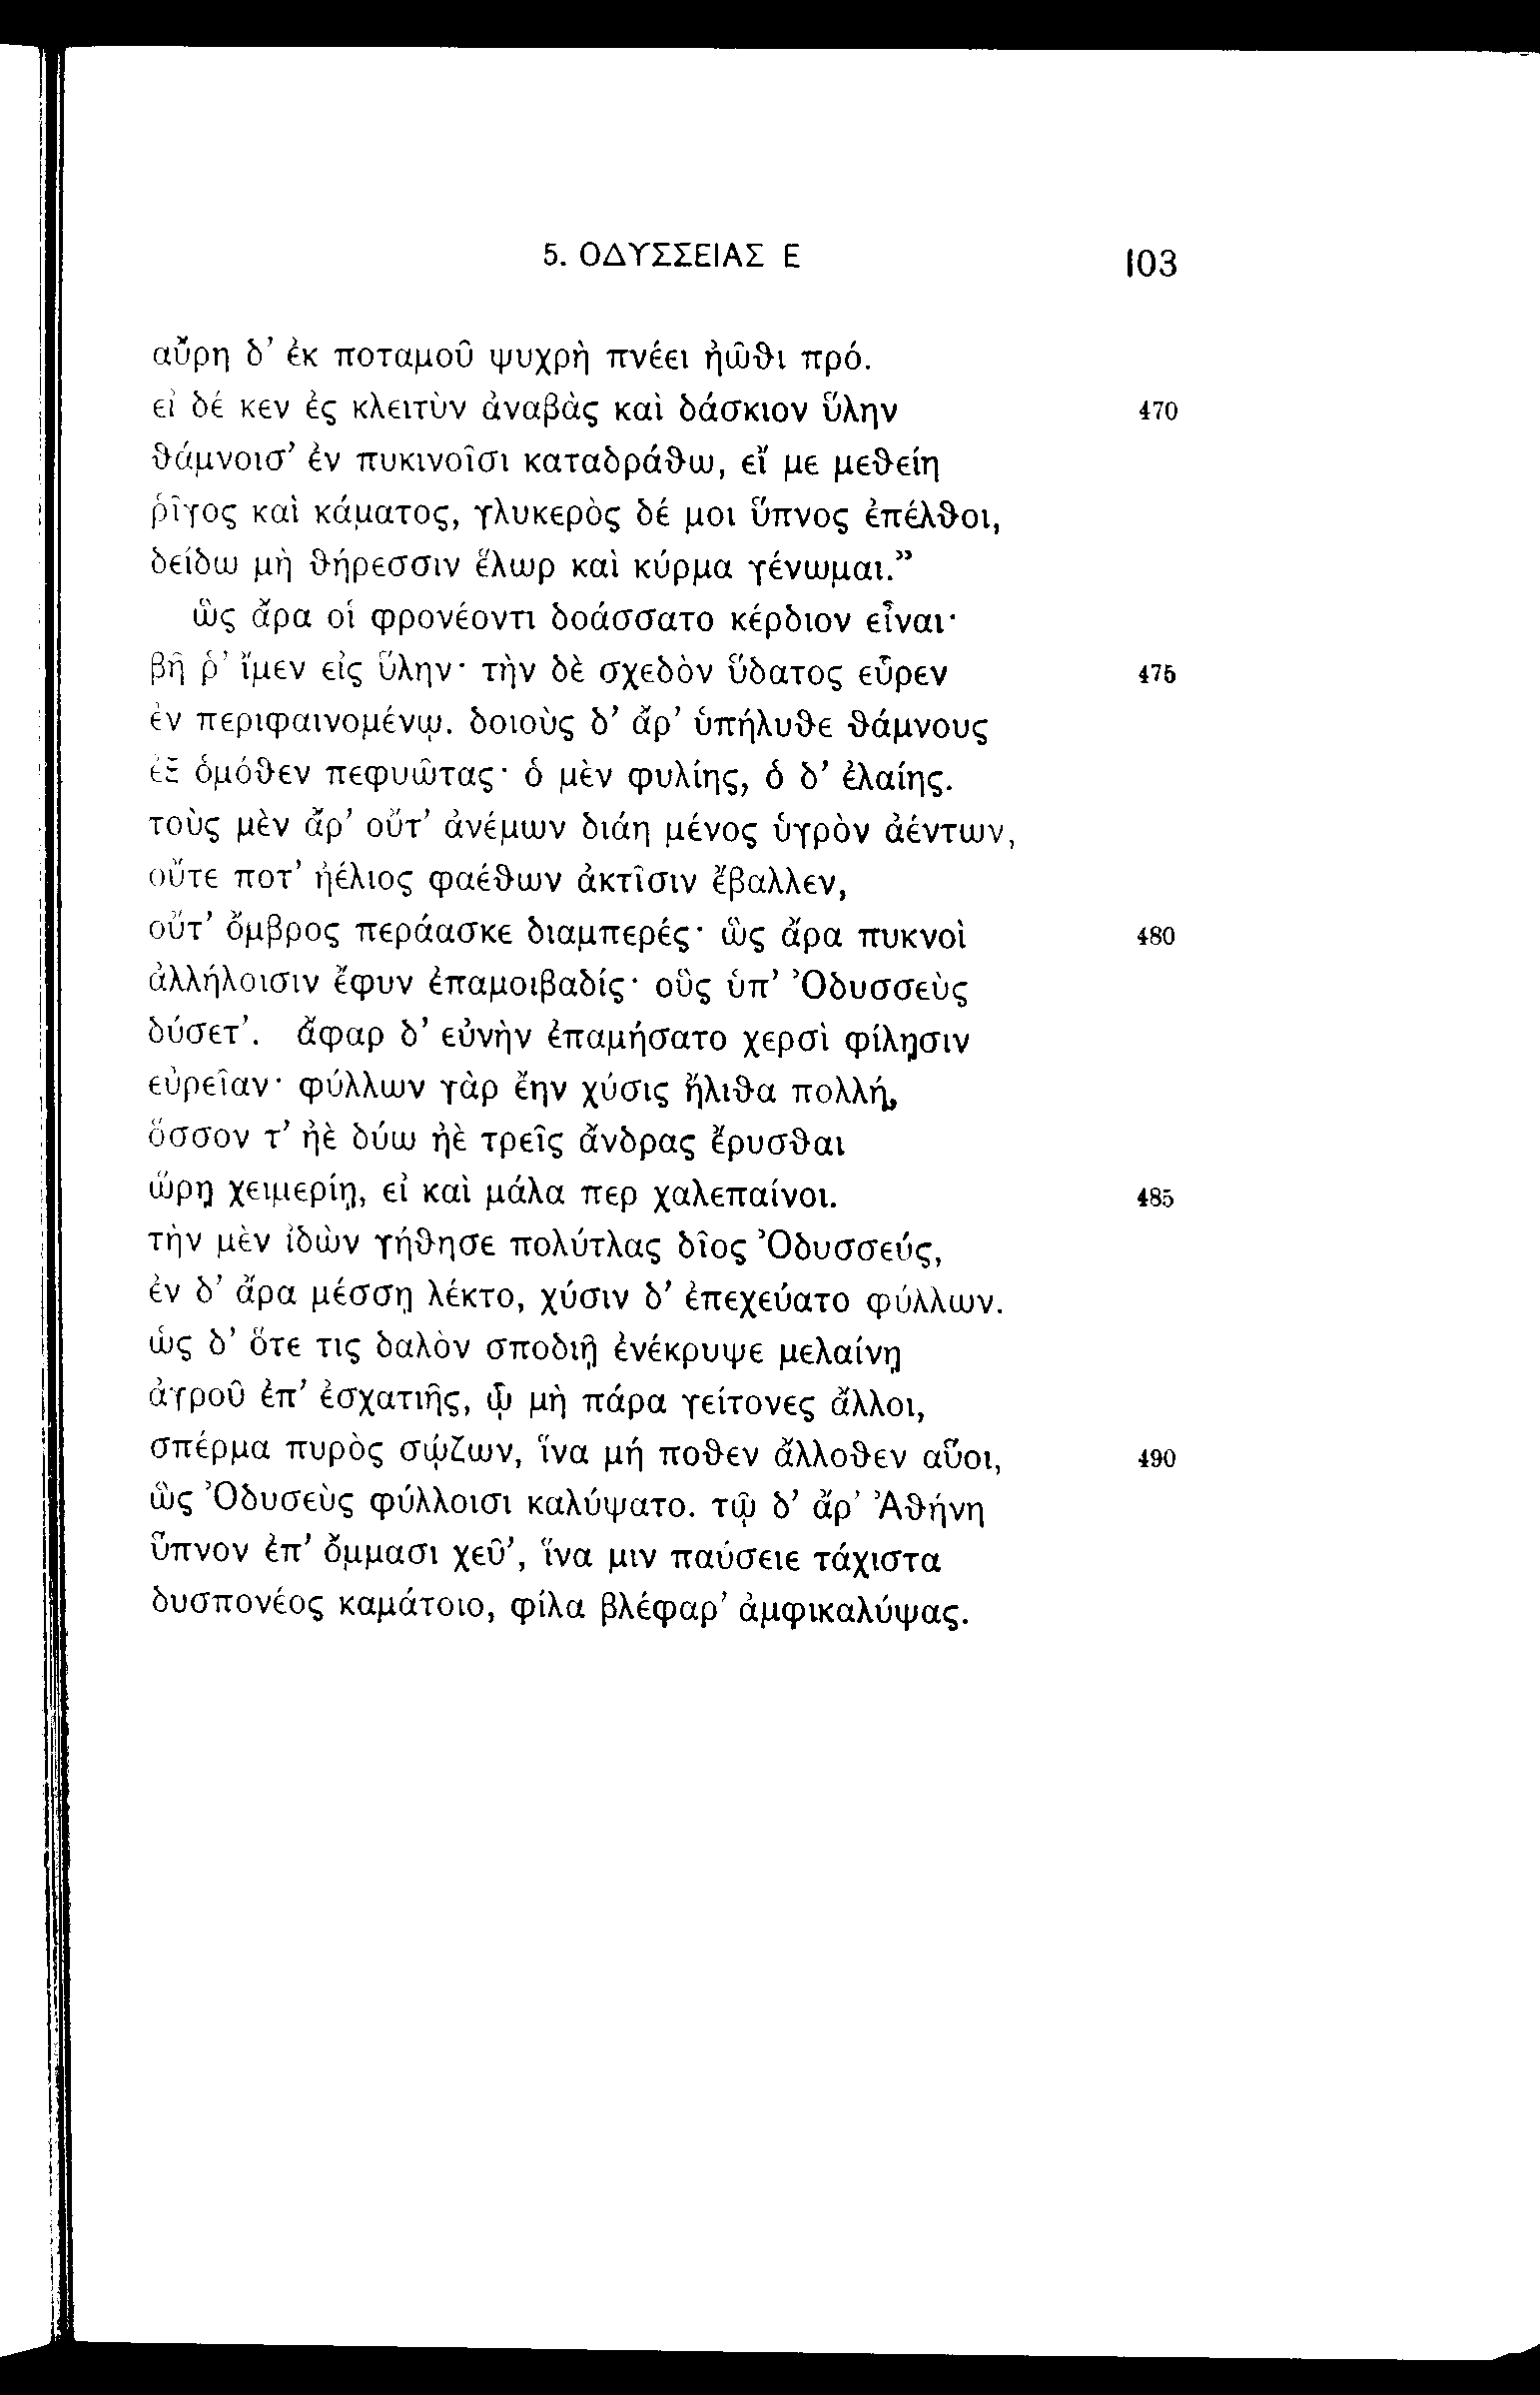 5. ΟΔΥΣΣΕΙΑΣ Ε 103
αὔρη δ’ ἐκ ποταμοῦ ψυχρὴ πνέει ἠῶθι πρό.
εἰ δέ κεν ἐς κλειτὺν ἀναβὰς καὶ δάσκιον ὕλην 470
θάμνοισ’ ἐν πυκινοῖσι καταδράθω, εἴ με μεθείη
ῥῖγος καὶ κάματος, γλυκερὸς δέ μοι ὕπνος ἐπέλθοι,
δείδω μὴ θήρεσσιν ἕλωρ καὶ κύρμα γένωμαι.”
ὣς ἄρα οἱ φρονέοντι δοάσσατο κέρδιον εἶναι·
βῆ ῥ’ ἴμεν εἰς ὕλην· τὴν δὲ σχεδὸν ὕδατος εὗρεν 475
ἐν περιφαινομένῳ. δοιοὺς δ’ ἄρ’ ὑπήλυθε θάμνους
ἐξ ὁμόθεν πεφυῶτας· ὁ μὲν φυλίης, ὁ δ’ ἐλαίης.
τοὺς μὲν ἄρ’ οὔτ’ ἀνέμων διάη μένος ὑγρὸν ἀέντων,
οὔτε ποτ’ ἠέλιος φαέθων ἀκτῖσιν ἔβαλλεν,
οὔτ’ ὄμβρος περάασκε διαμπερές· ὣς ἄρα πυκνοὶ 480
ἀλλήλοισιν ἔφυν ἐπαμοιβαδίς· οὓς ὑπ’ Ὀδυσσεὺς
δύσετ’. ἄφαρ δ’ εὐνὴν ἐπαμήσατο χερσὶ φίλῃσιν
εὐρεῖαν· φύλλων γὰρ ἔην χύσις ἤλιθα πολλή,
ὅσσον τ’ ἠὲ δύω ἠὲ τρεῖς ἄνδρας ἔρυσθαι
ὥρῃ χειμερίῃ, εἰ καὶ μάλα περ χαλεπαίνοι. 485
τὴν μὲν ἰδὼν γήθησε πολύτλας δῖος Ὀδυσσεύς,
ἐν δ’ ἄρα μέσσῃ λέκτο, χύσιν δ’ ἐπεχεύατο φύλλων.
ὡς δ’ ὅτε τις δαλὸν σποδιῇ ἐνέκρυψε μελαίνῃ
ἀγροῦ ἐπ’ ἐσχατιῆς, ᾧ μὴ πάρα γείτονες ἄλλοι,
σπέρμα πυρὸς σῴζων, ἵνα μή ποθεν ἄλλοθεν αὕοι, 490
ὣς Ὀδυσεὺς φύλλοισι καλύψατο. τῷ δ’ ἄρ’ Ἀθήνη
ὕπνον ἐπ’ ὄμμασι χεῦ’, ἵνα μιν παύσειε τάχιστα
δυσπονέος καμάτοιο, φίλα βλέφαρ’ ἀμφικαλύψας.